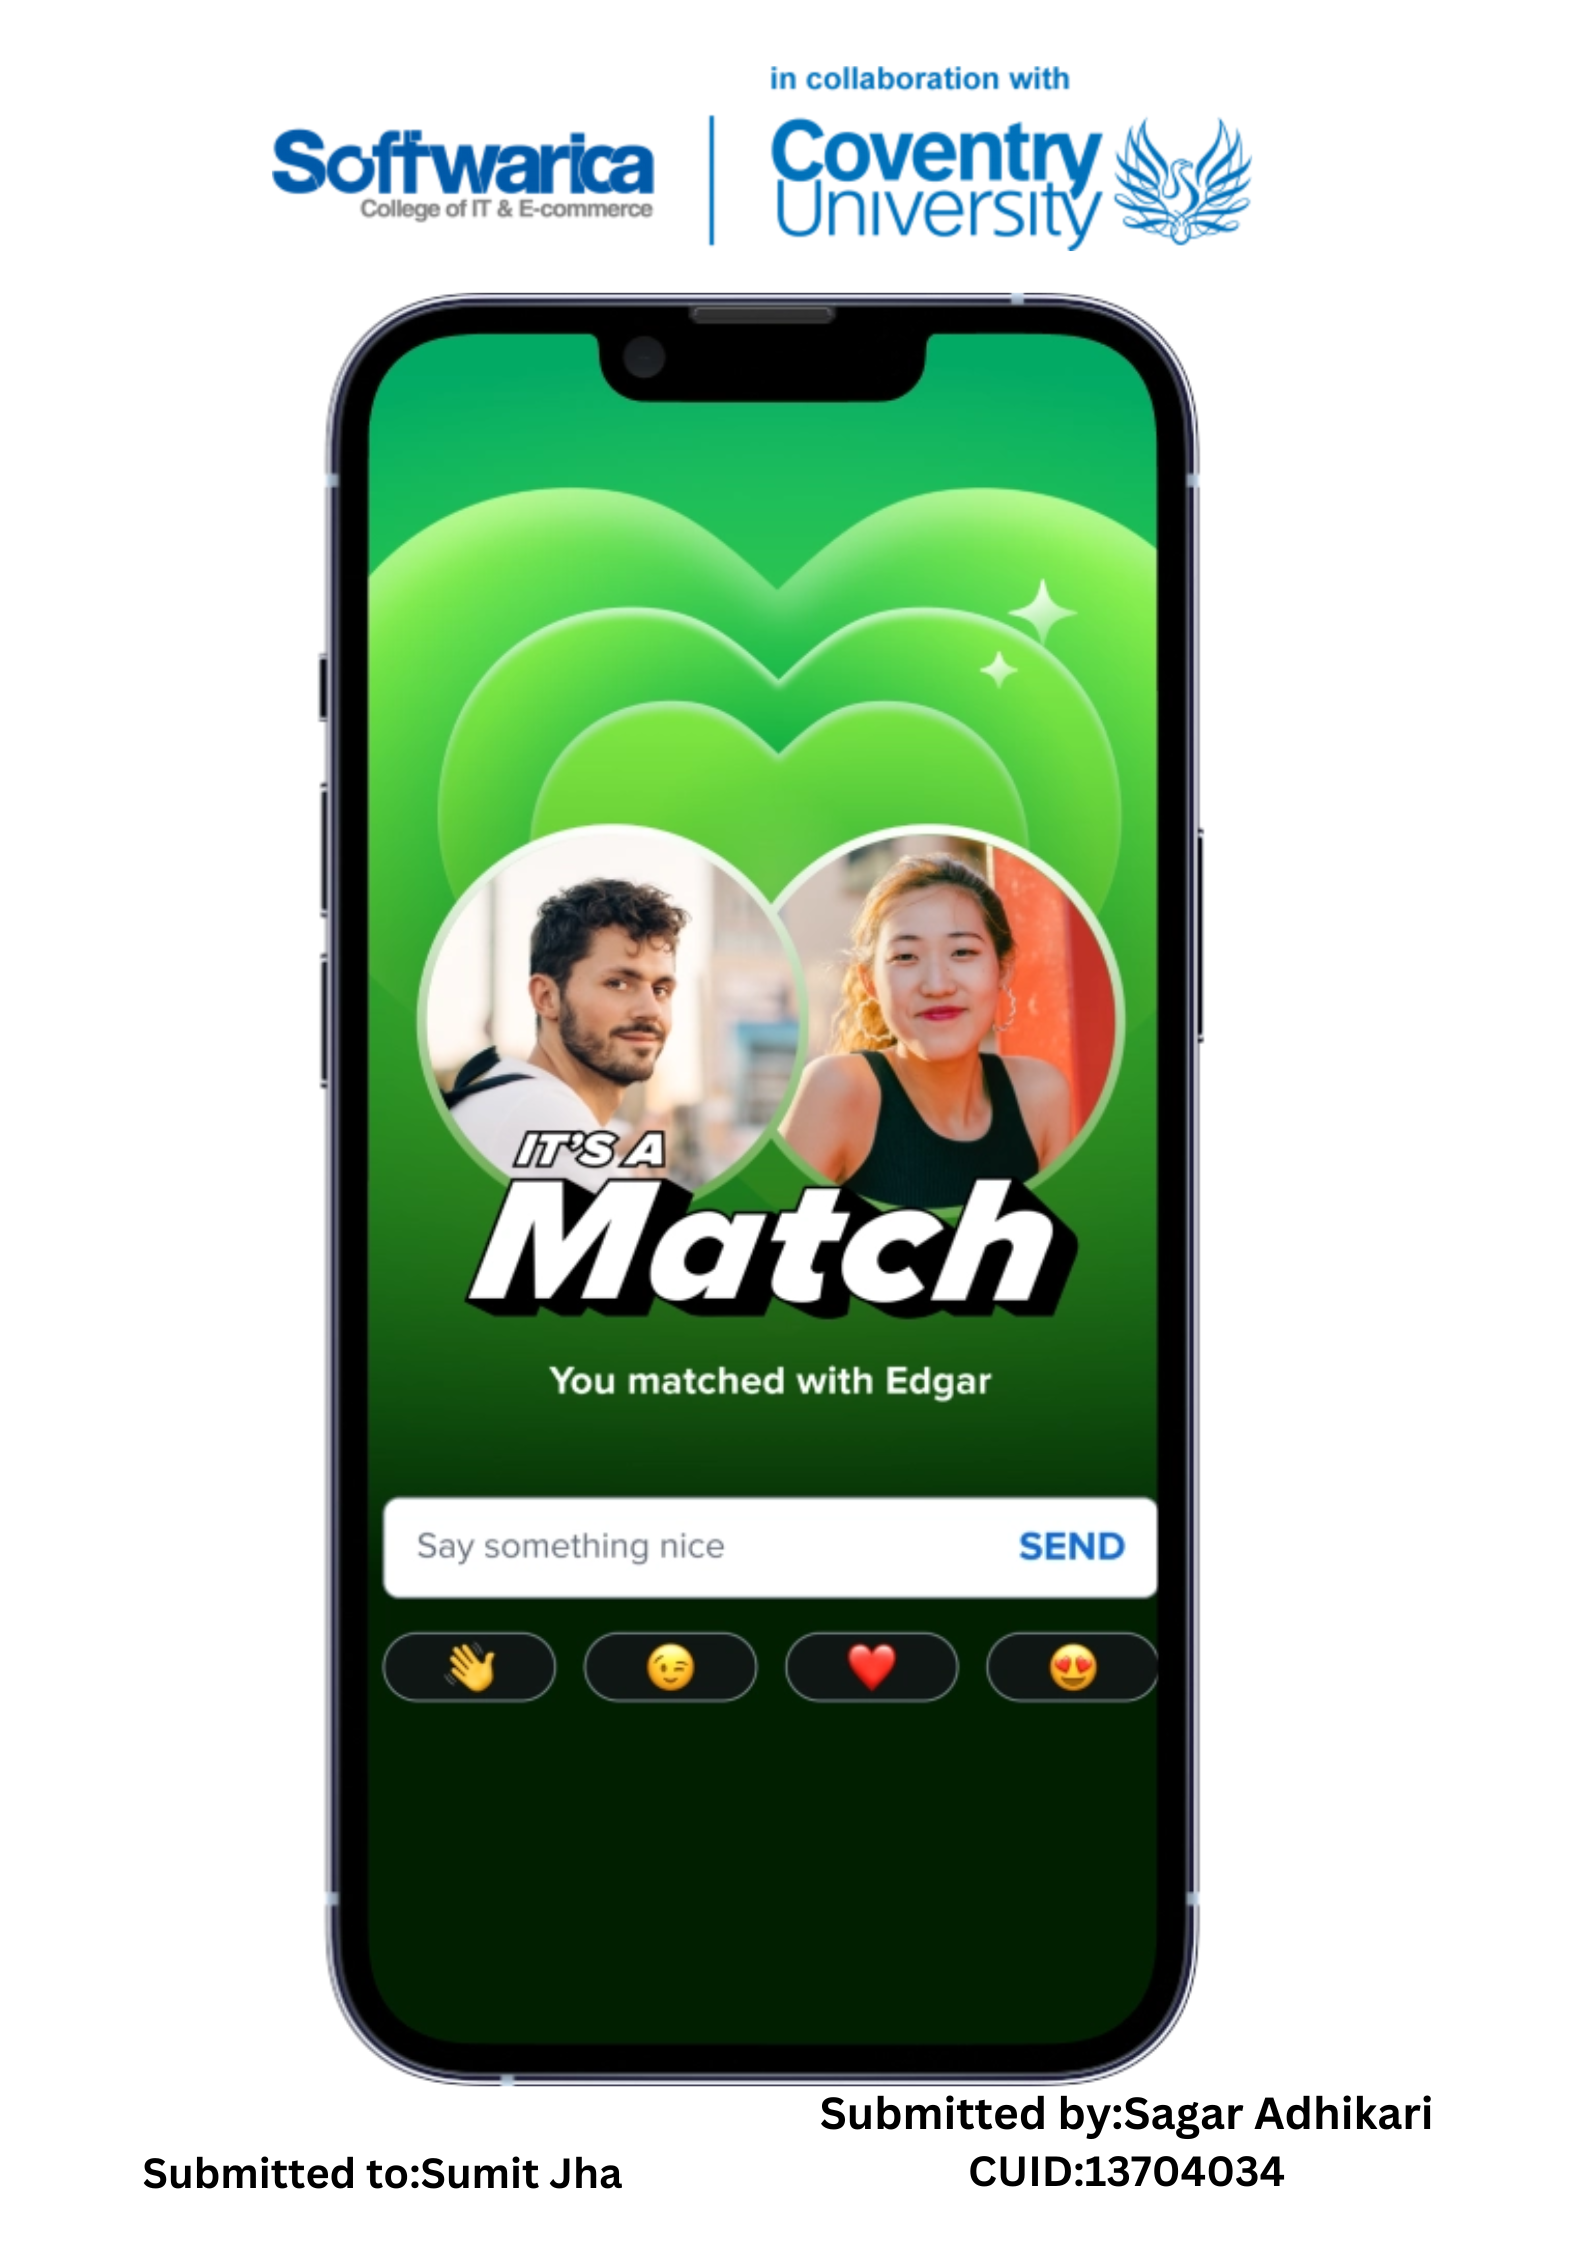 in collaboration with
Softwarica
College of IT & E-commerce
Coventry
University
IT'S A
Match
You matched with Edgar
Say something nice
SEND
Submitted by:Sagar Adhikari
Submitted to:Sumit Jha
CUID:13704034